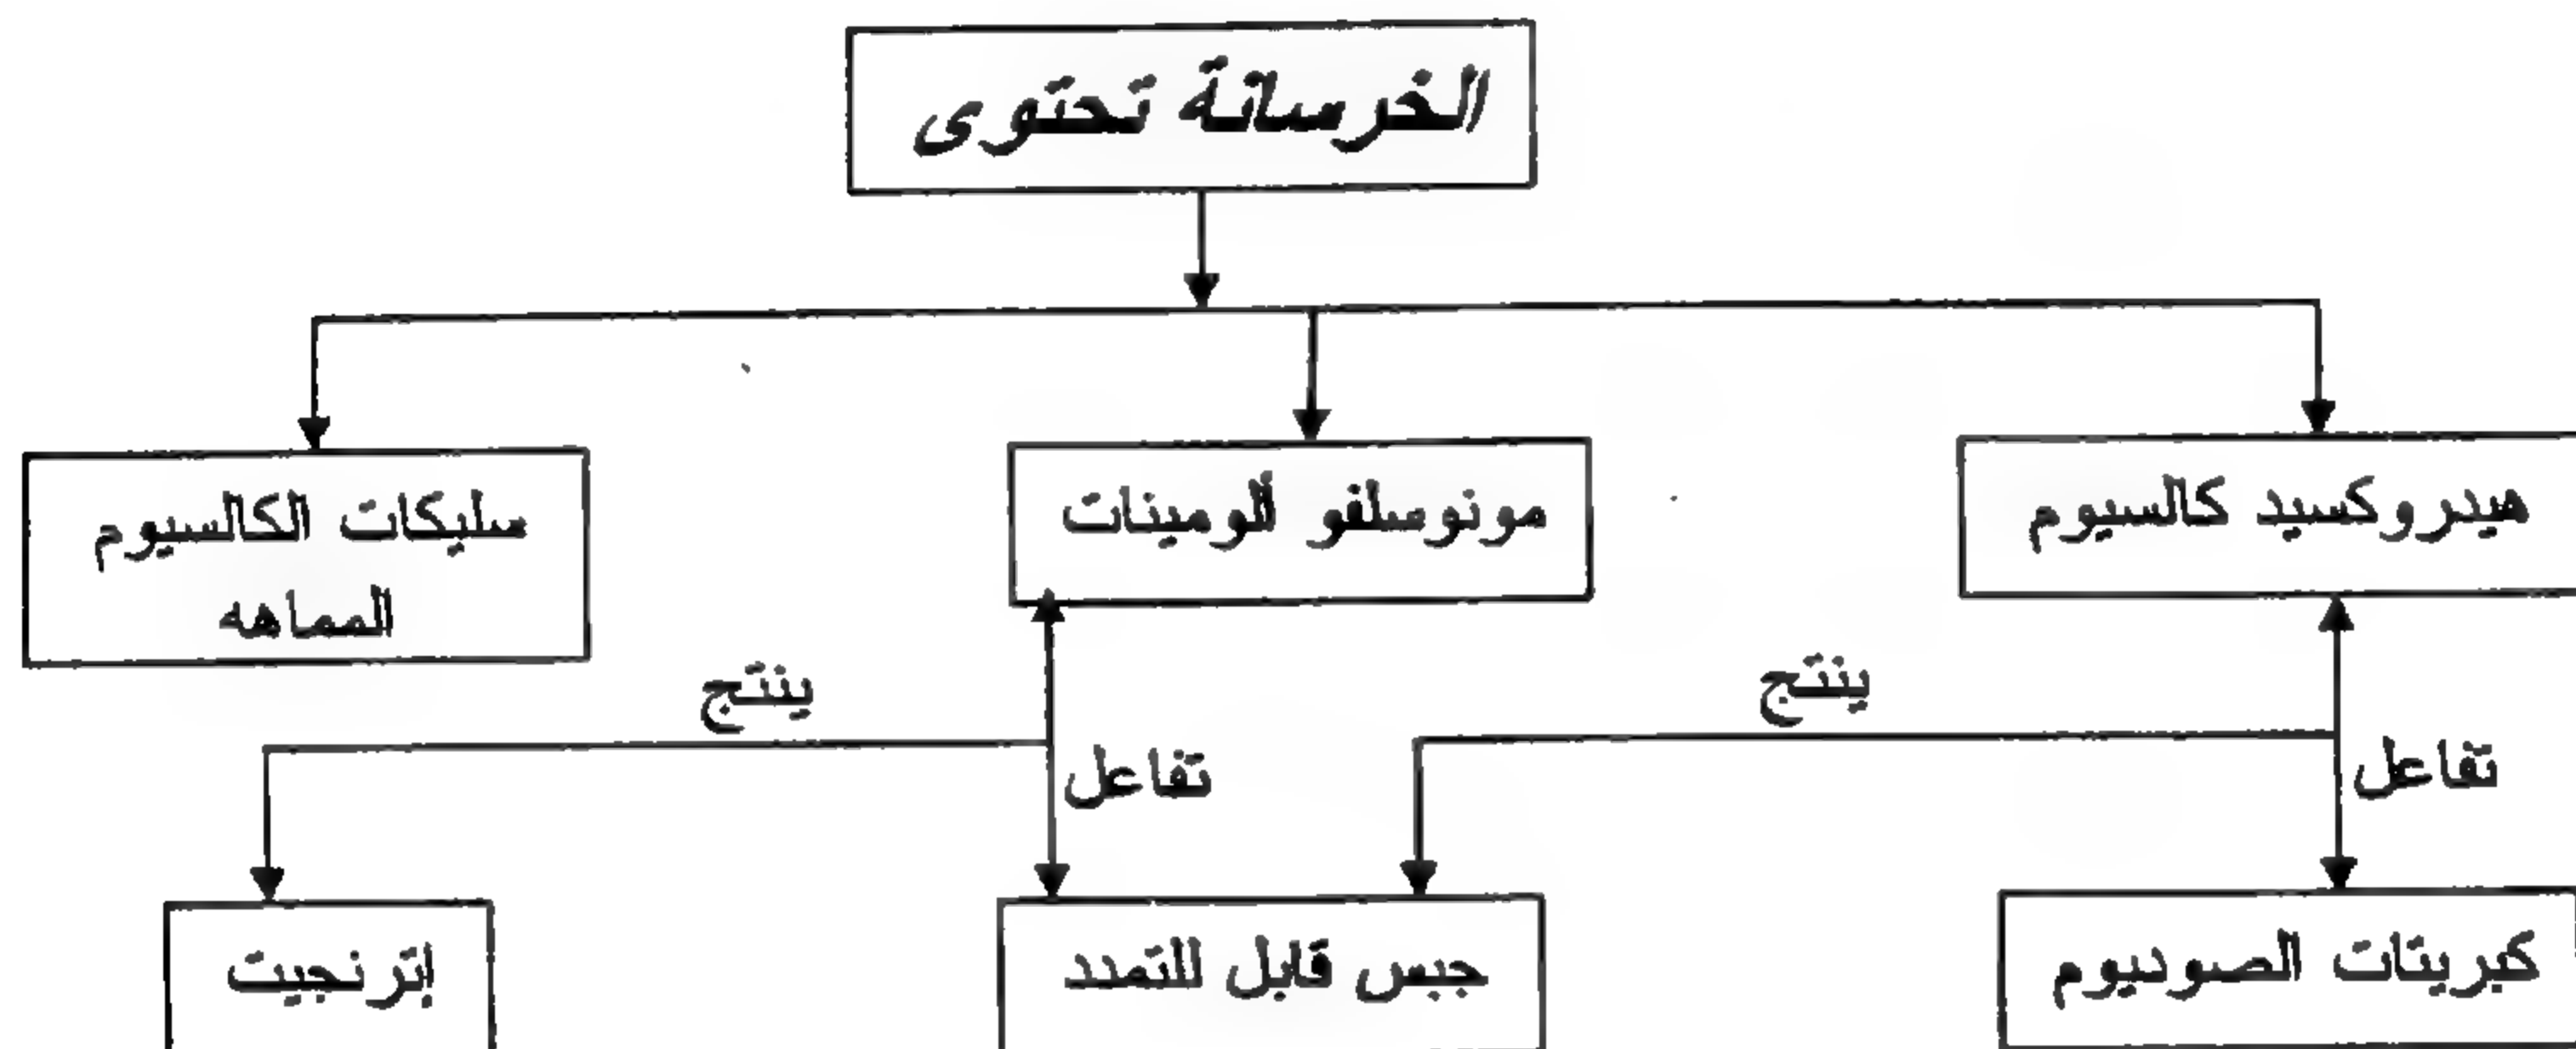 الخرسانة تحتوى
هيدروكسيد كالسيوم
مونوسلفو ألومينات
سليكات الكالسيوم
المماهه
ينتج
ينتج
تفاعل
تفاعل
كبريتات الصوديوم
جبس قابل للتمدد
إترنجيت